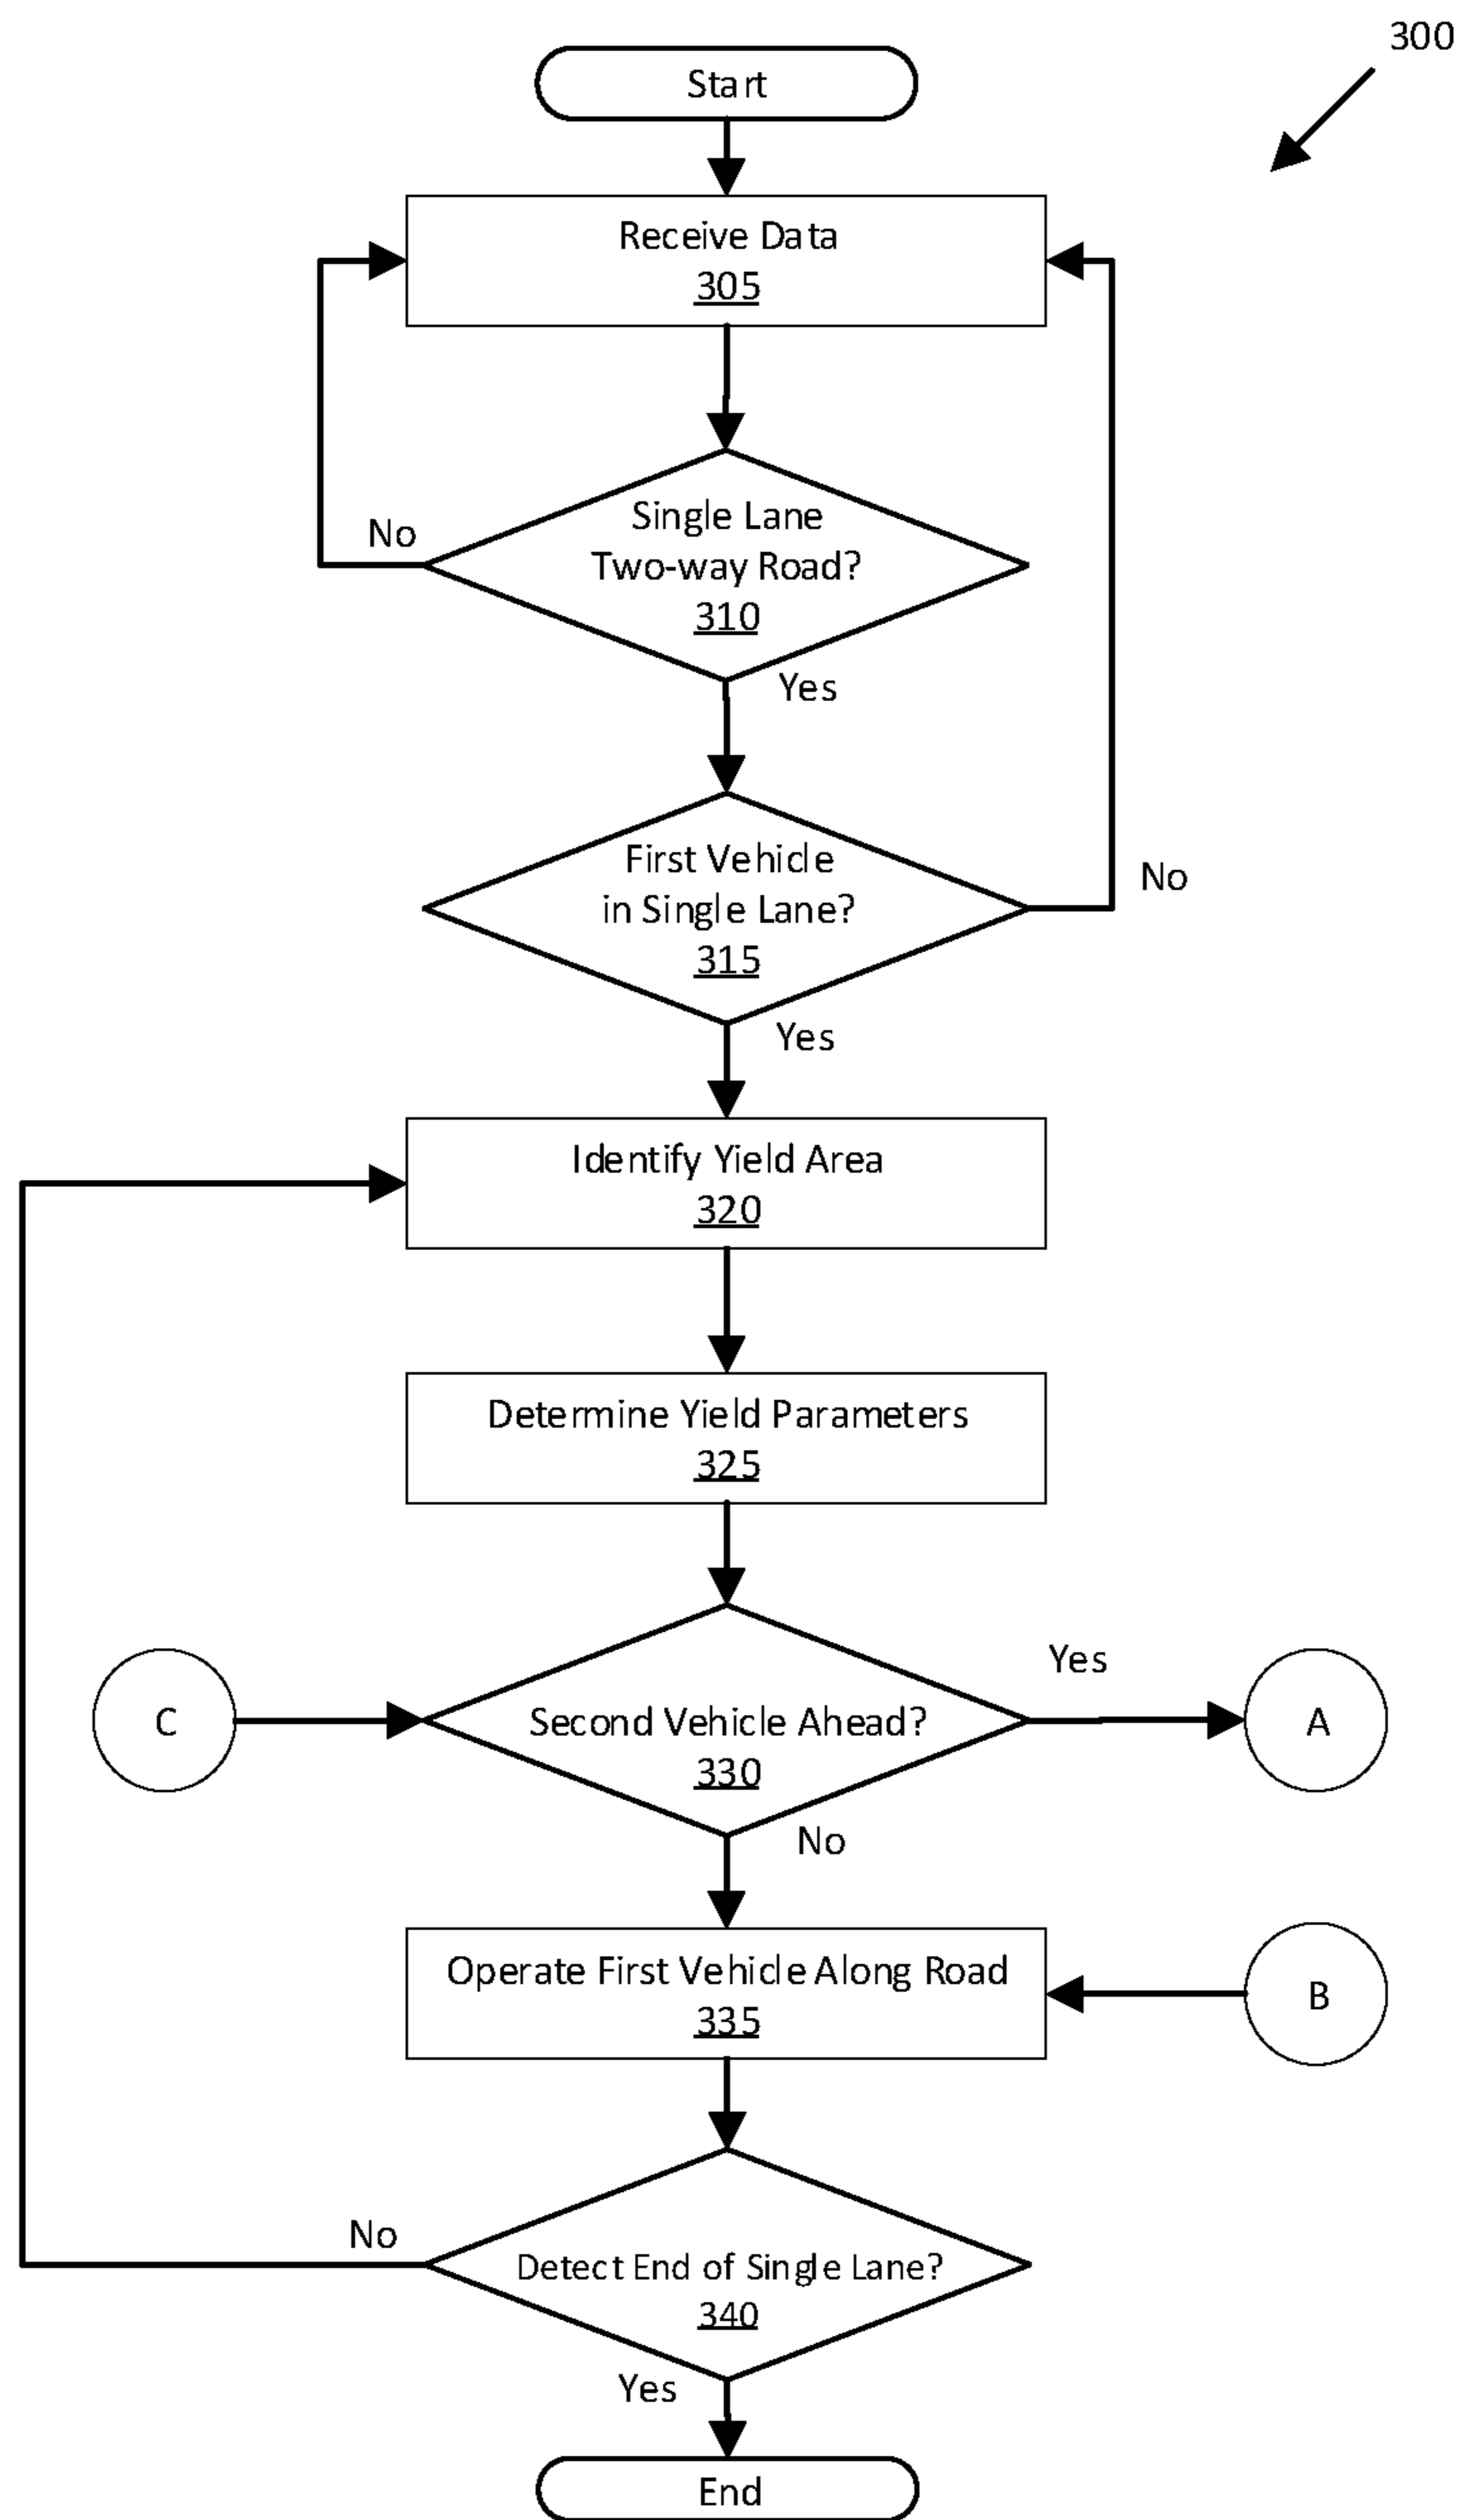 300
Start
Receive Data
305
No
Single Lane
Two-way Road?
310
Yes
First Vehicle
in Single Lane?
315
No
Yes
Identify Yield Area
320
Determine Yield Parameters
325
Yes
C
Second Vehicle Ahead?
330
A
No
Operate First Vehicle Along Road
335
B
No
Detect End of Single Lane?
340
Yes
End